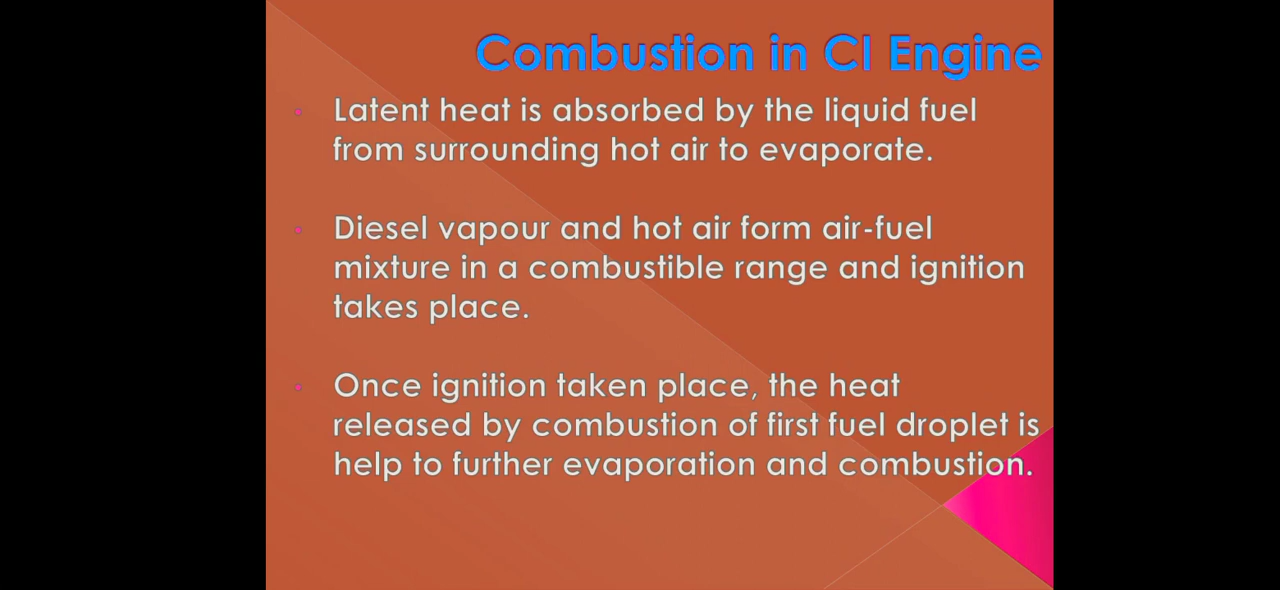 Combustion in CI Engine
Latent heat is absorbed by the liquid fuel
from surrounding hot air to evaporate.
Diesel vapour and hot air form air-fuel
mixture in a combustible range and ignition
takes place.
Once ignition taken place, the heat
released by combustion of first fuel droplet is
help to further evaporation and combustion.